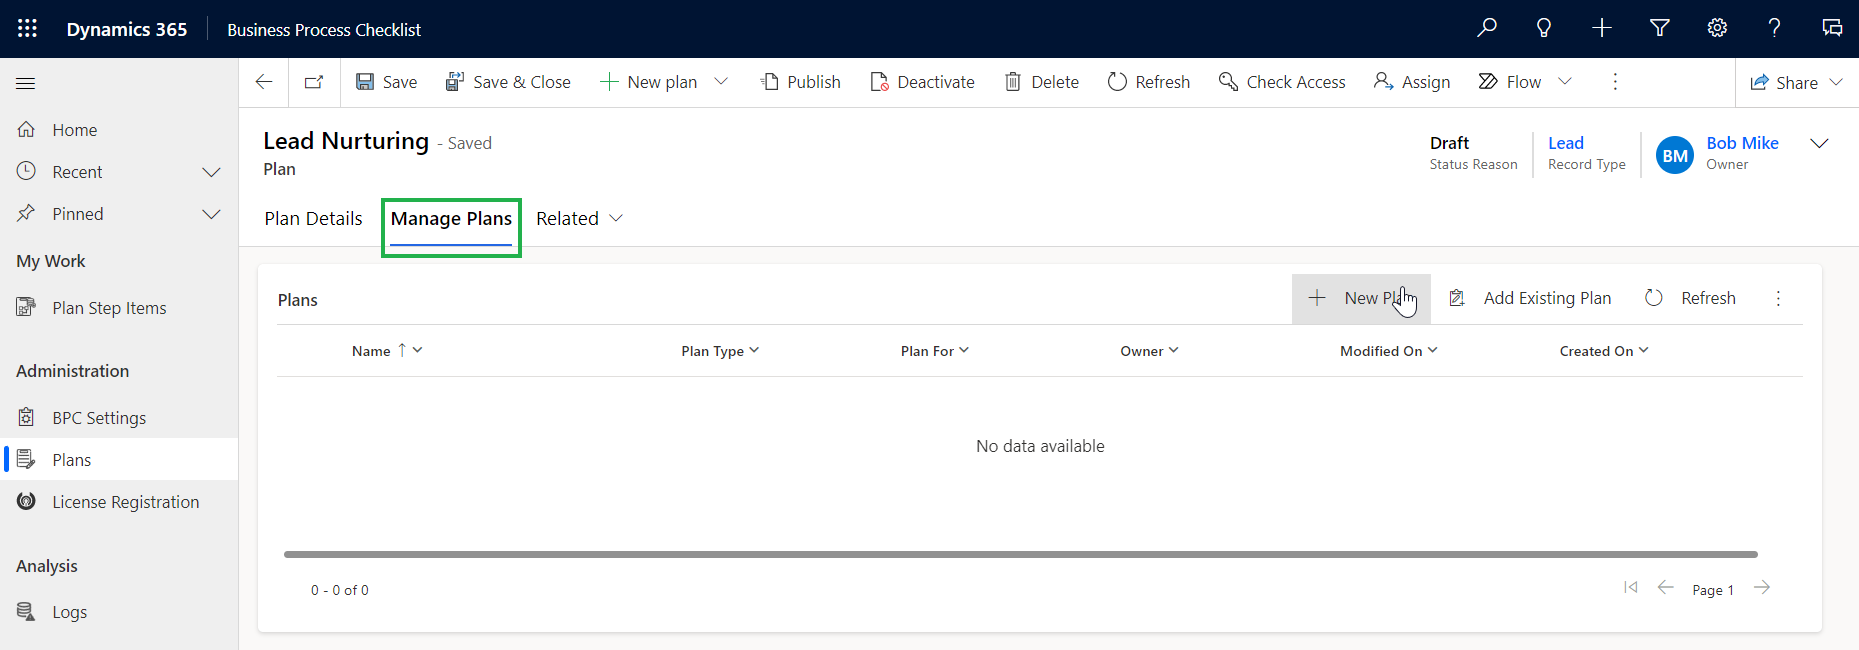 Dynamics 365 Business Process Checklist
Save Save & Close New plan Publish Deactivate Delete Refresh Check Access Assign Flow Share
Home
Recent
Pinned
My Work
Plan Step Items
Administration
BPC Settings
Plans
License Registration
Analysis
Logs
Lead Nurturing - Saved
Plan
Draft
Status Reason
Lead
Record Type
BM
Bob Mike
Owner
Plan Details Manage Plans Related
Plans
New Add Existing Plan Refresh
Name Plan Type Plan For Owner Modified On Created On
No data available
0 - 0 of 0 Page 1